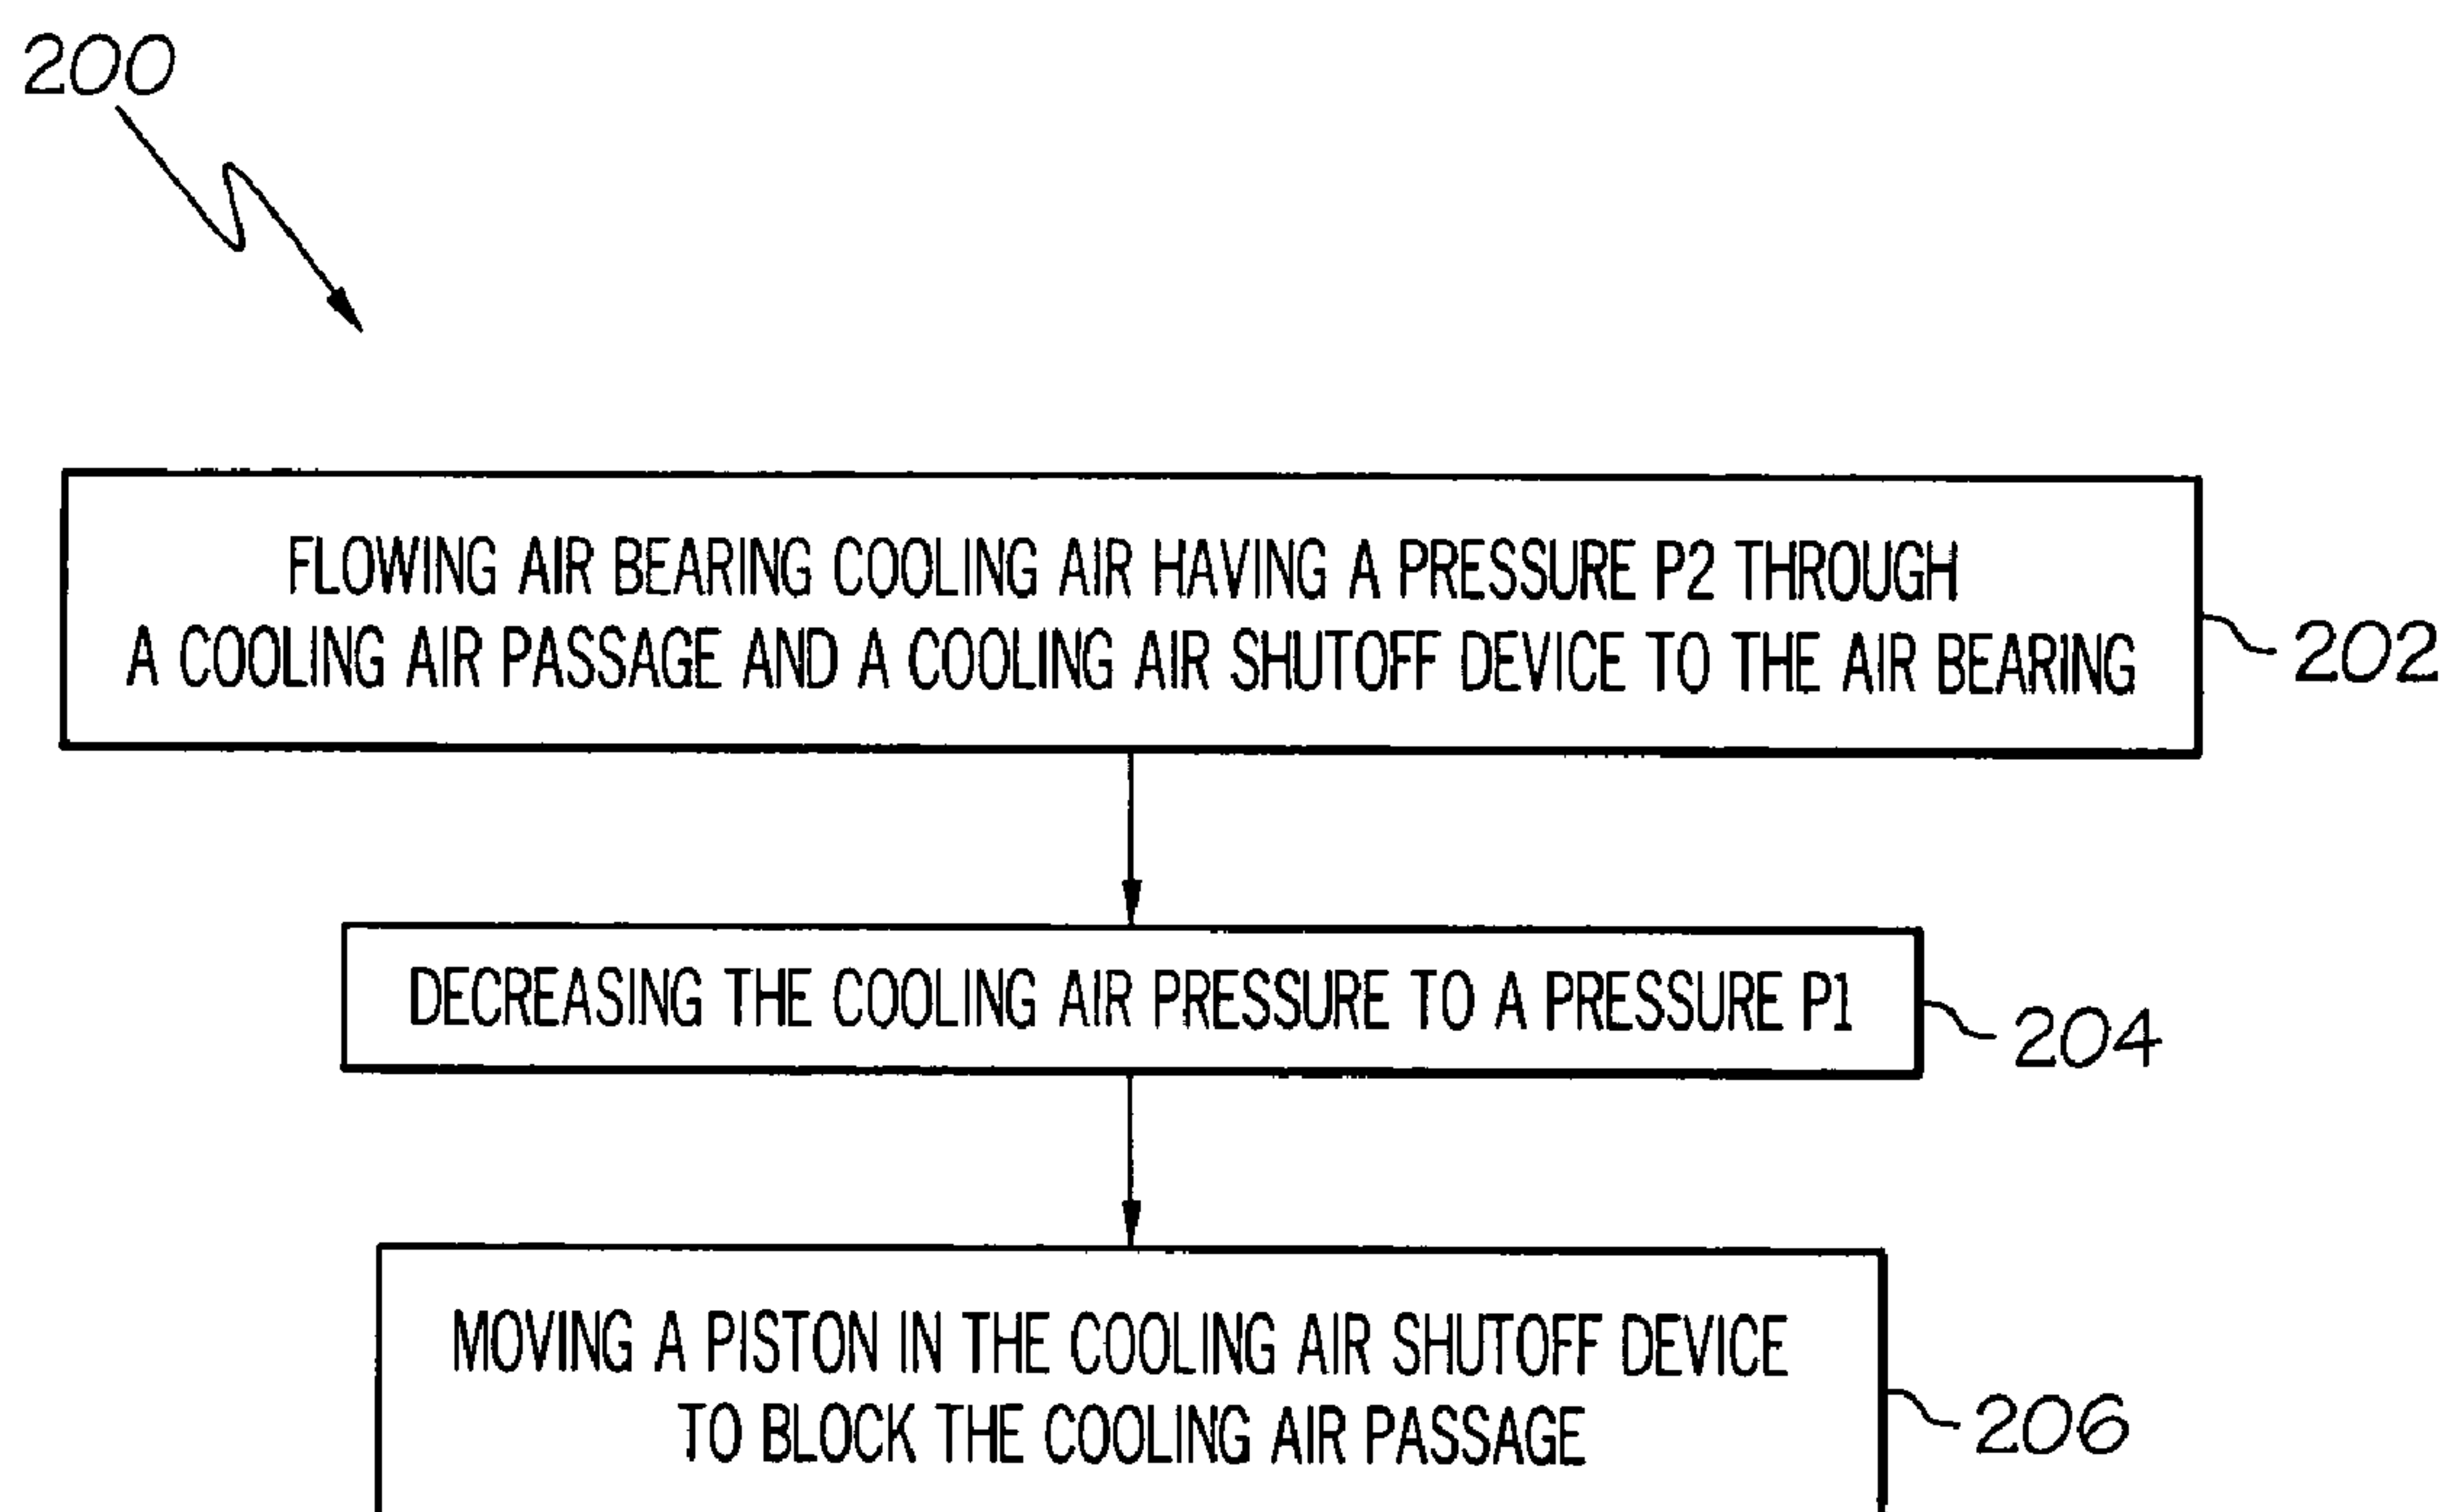 200
FLOWING AIR BEARING COOLING AIR HAVING A PRESSURE P2 THROUGH
A COOLING AIR PASSAGE AND A COOLING AIR SHUTOFF DEVICE TO THE AIR BEARING
202
DECREASING THE COOLING AIR PRESSURE TO A PRESSURE P1
204
MOVING A PISTON IN THE COOLING AIR SHUTOFF DEVICE
TO BLOCK THE COOLING AIR PASSAGE
206